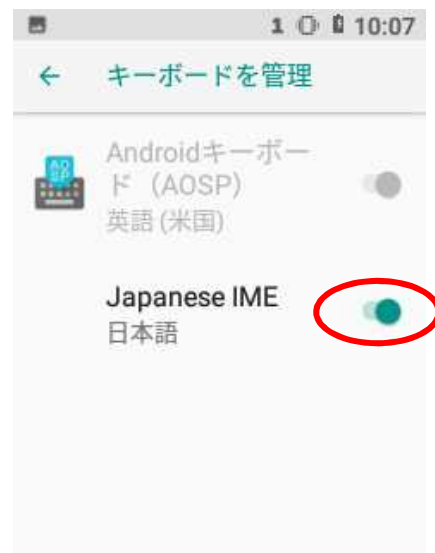 1 10:07
← キーボードを管理
Androidキーボー
ド（AOSP）
英語 (米国)
Japanese IME
日本語